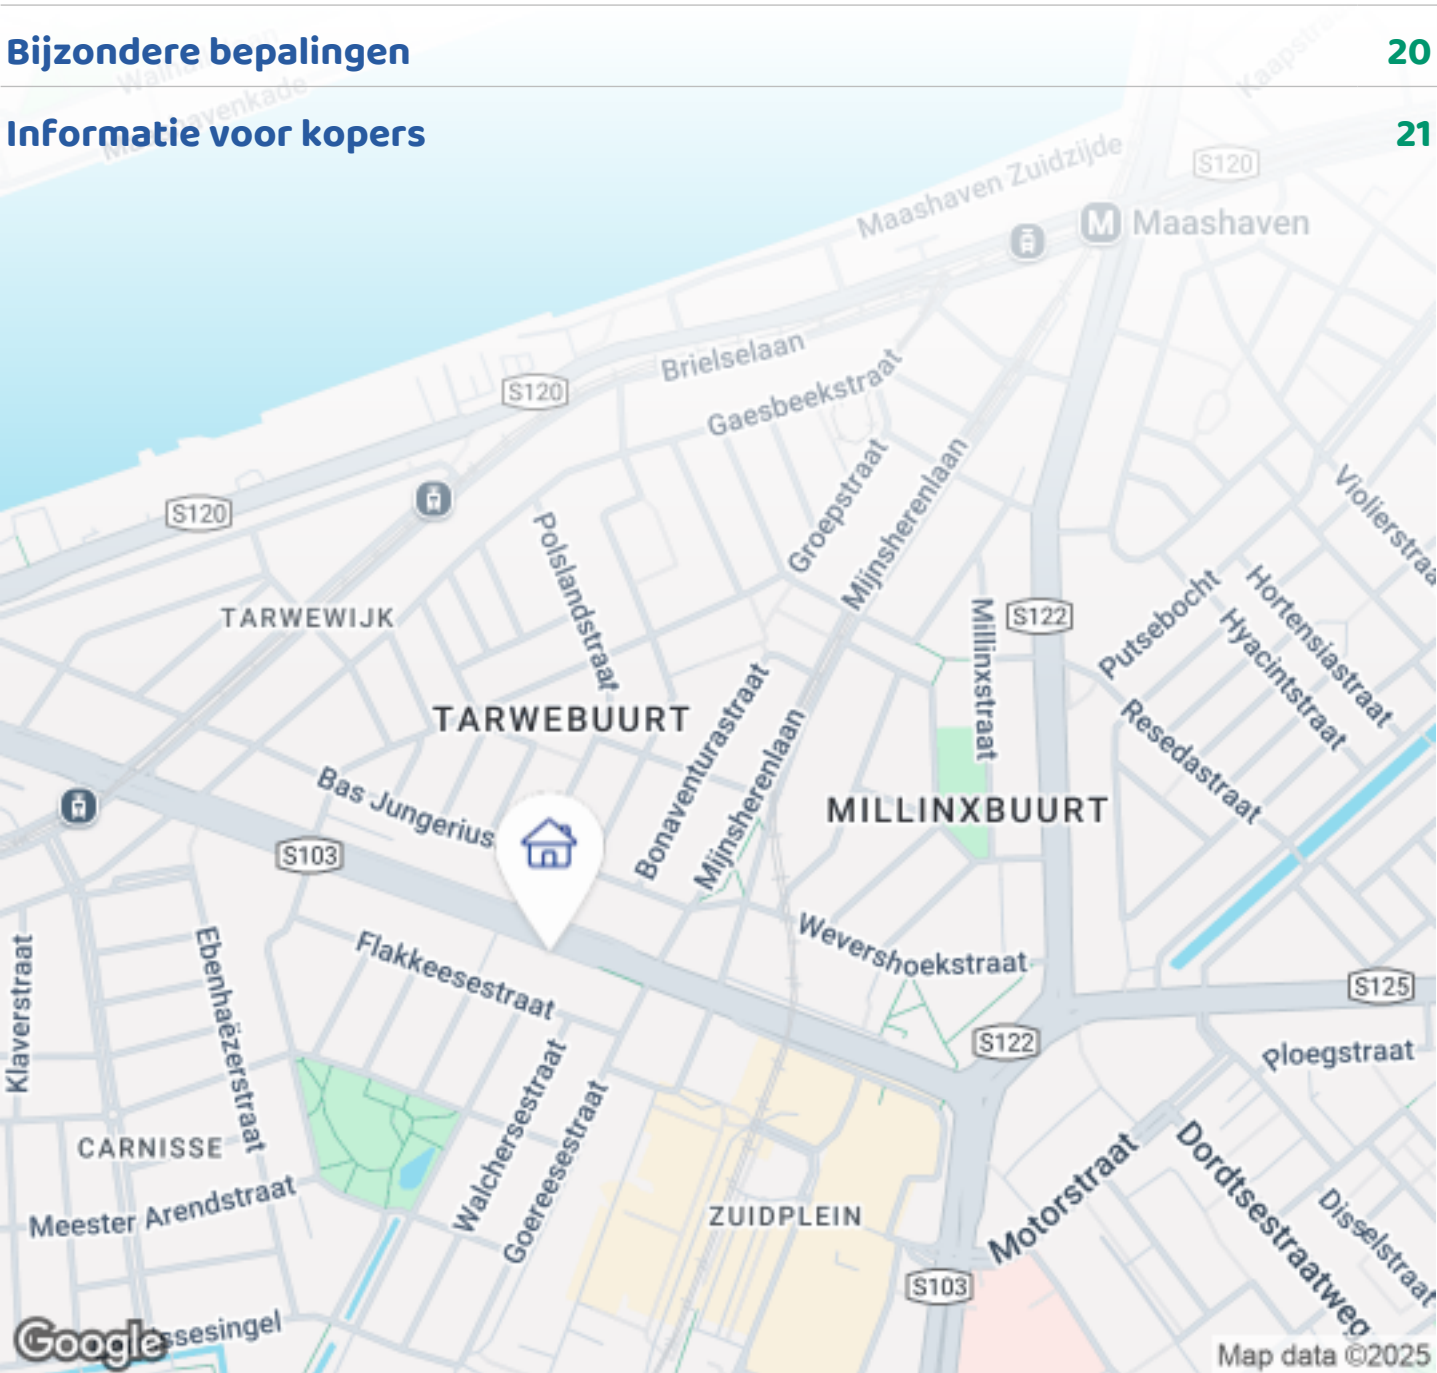 Bijzondere bepalingen 20
Informatie voor kopers 21
Kaapstra
Maashaven Zuidzijde
S120
M Maashaven
Brielselaan
S120
Gaesbeekstraat
Groepstraat
Mijnsherenlaan
Violierstraa
S120
Polslandstraat
TARWEWIJK
Millinxstraat
S122
Putsebocht
Hortensiastraat
Hyacintstraat
TARWEBUURT
Bonaventurastraat
Mijnsherenlaan
Resedastraat
Bas Jungerius
MILLINXBUURT
S103
Wevershoekstraat
Flakkeesestraat
Ebenhaëzerstraat
Klaverstraat
S125
S122
Ploegstraat
Walchersestraat
Goereesestraat
CARNISSE
Meester Arendstraat
ZUIDPLEIN
Motorstraat
Dordtsestraatweg
Disselstraat
S103
Google
ssesingel
Map data ©2025